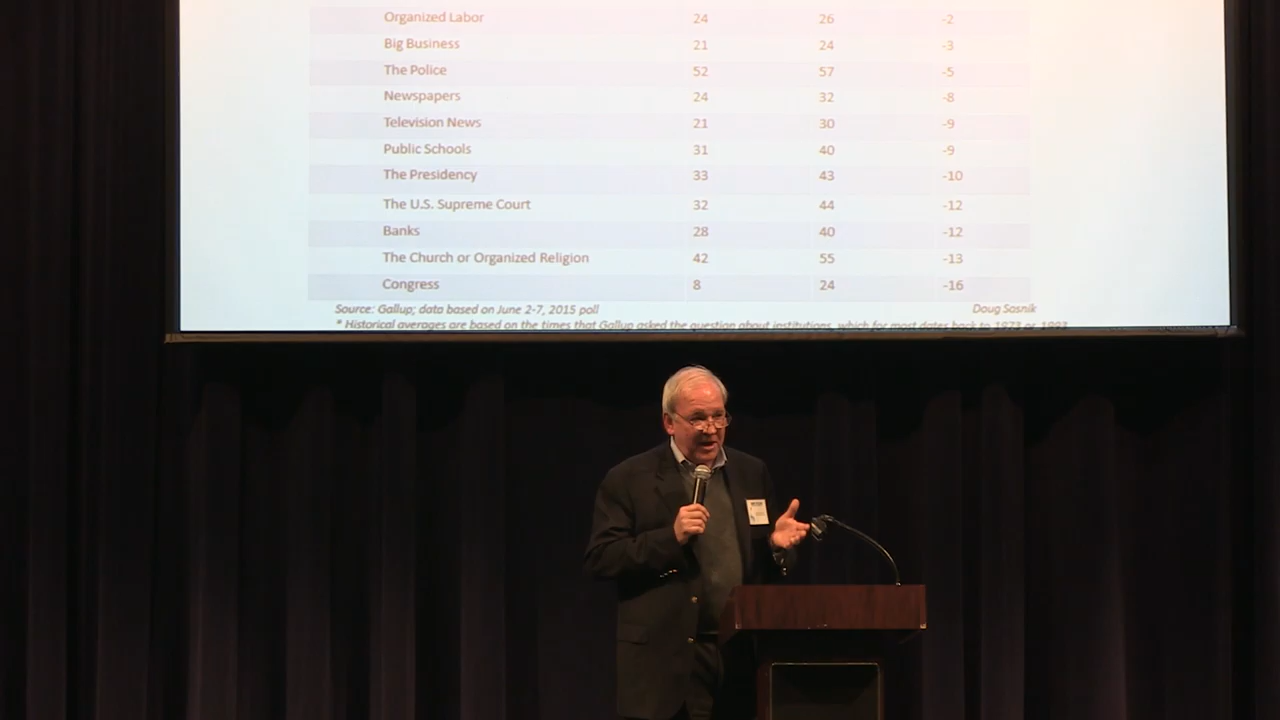 Organized Labor 24 26 -2
Big Business 21 24 -3
The Police 52 57 -5
Newspapers 24 32 -8
Television News 21 30 -9
Public Schools 31 40 -9
The Presidency 33 43 -10
The U.S. Supreme Court 32 44 -12
Banks 28 40 -12
The Church or Organized Religion 42 55 -13
Congress 8 24 -16
Source: Gallup; data based on June 2-7, 2015 poll Doug Sosnik
* Historical averages are based on the times that Gallup asked the question about institutions, which for most dates back to 1973 or 1993